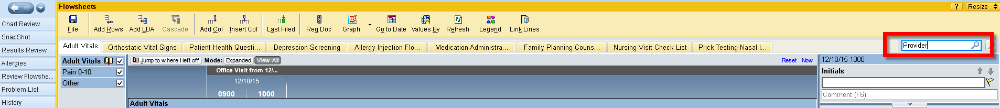 Flowsheets
? Resize
Chart Review
SnapShot
Results Review
Allergies
Review Flowshe...
Problem List
History
File Add Rows Add LDA Cascade Add Col Insert Col Last Filed Reg Doc Graph Go to Date Values By Refresh Legend Link Lines
Adult Vitals Orthostatic Vital Signs Patient Health Questi... Depression Screening Allergy Injection Flo... Medication Administra... Family Planning Couns... Nursing Visit Check List Prick Testing-Nasal I... Provider
Adult Vitals
Pain 0-10
Other
Jump to where I left off Mode: Expanded View All Reset Now
Office Visit from 12/...
12/18/15
0900 1000
Adult Vitals
12/18/15 1000
Initials
Comment (F6)